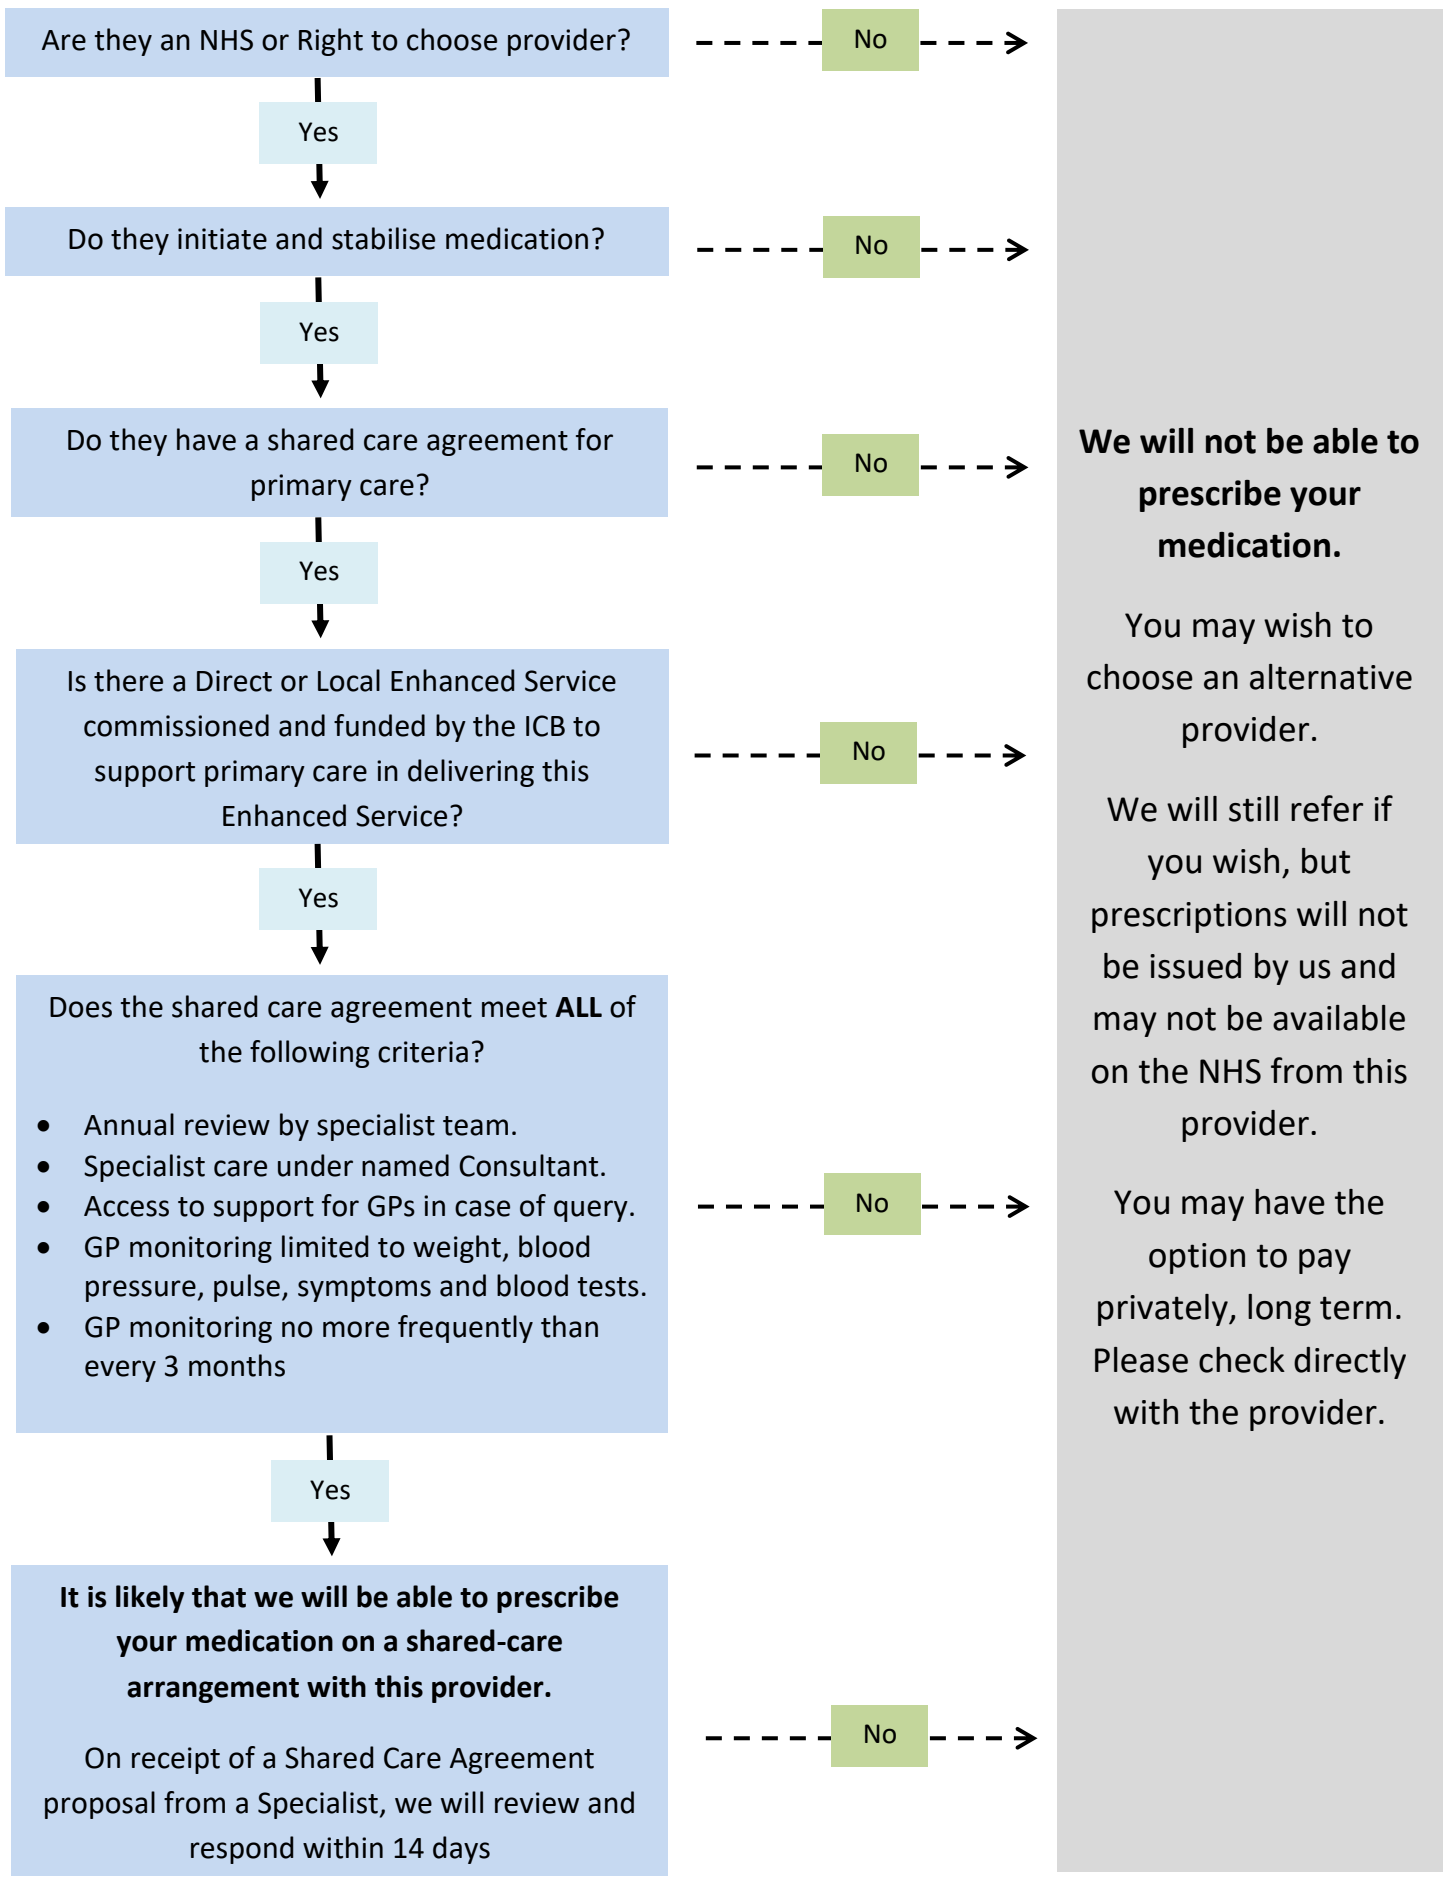 Are they an NHS or Right to choose provider?
No
Yes
Do they initiate and stabilise medication?
No
Yes
Do they have a shared care agreement for
primary care?
No
Yes
Is there a Direct or Local Enhanced Service
commissioned and funded by the ICB to
support primary care in delivering this
Enhanced Service?
No
Yes
Does the shared care agreement meet ALL of
the following criteria?
• Annual review by specialist team.
• Specialist care under named Consultant.
• Access to support for GPs in case of query.
• GP monitoring limited to weight, blood
pressure, pulse, symptoms and blood tests.
• GP monitoring no more frequently than
every 3 months
No
Yes
It is likely that we will be able to prescribe
your medication on a shared-care
arrangement with this provider.
On receipt of a Shared Care Agreement
proposal from a Specialist, we will review and
respond within 14 days
No
We will not be able to
prescribe your
medication.
You may wish to
choose an alternative
provider.
We will still refer if
you wish, but
prescriptions will not
be issued by us and
may not be available
on the NHS from this
provider.
You may have the
option to pay
privately, long term.
Please check directly
with the provider.